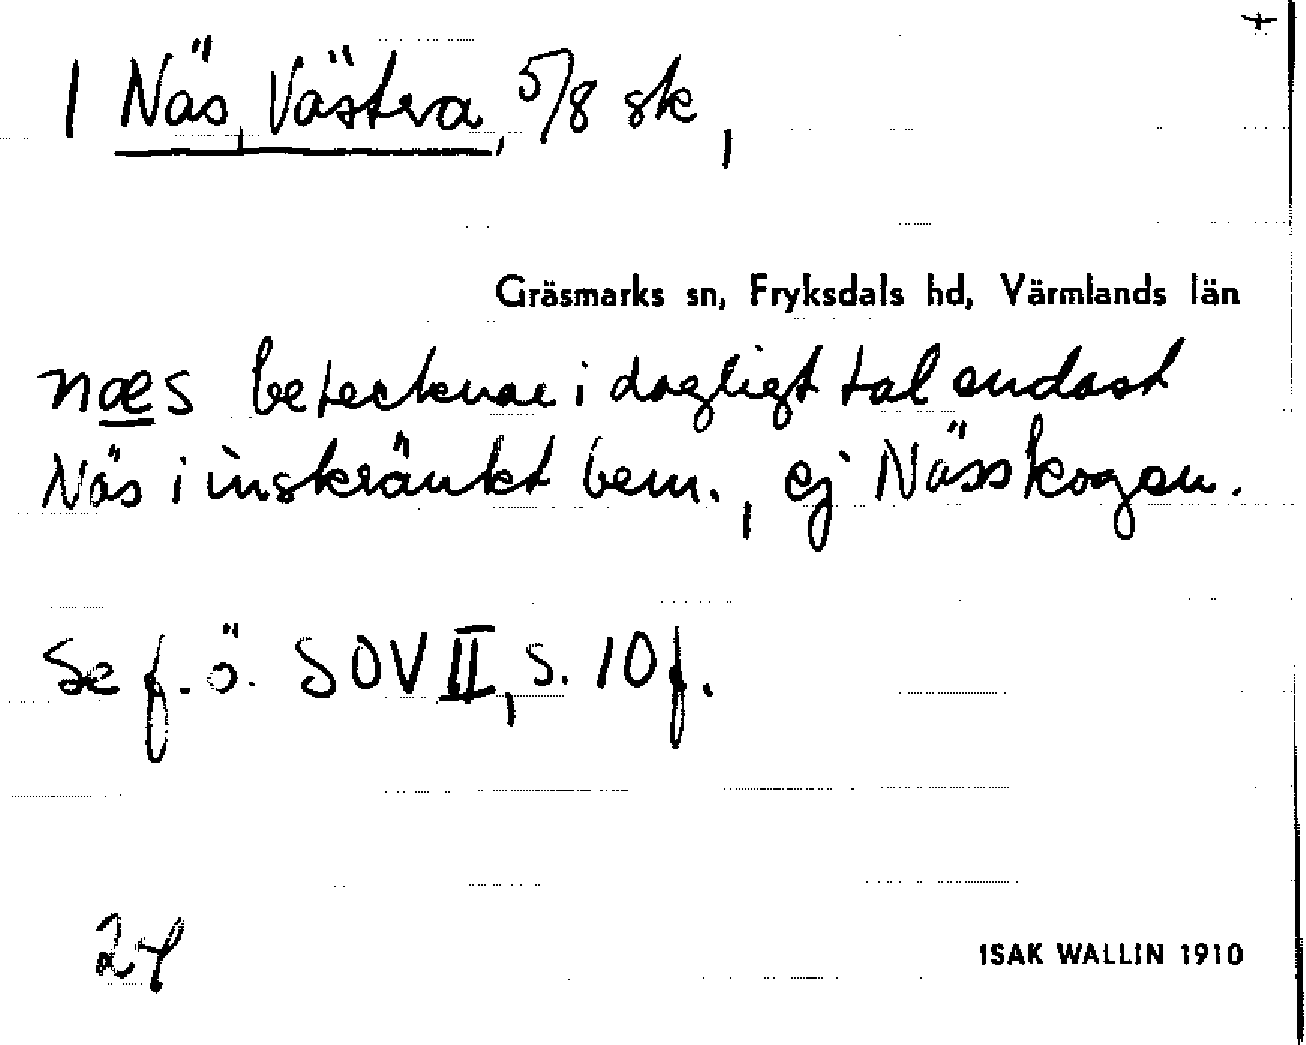 1 Näs, Västra, 5/8 sk,
Gräsmarks sn, Fryksdals hd, Värmlands län
næs betecknar i dagligt tal endast
Näs i inskränkt bem., ej Nässkogen.
Se f. ö. SOV II, s. 10 f.
24
ISAK WALLIN 1910